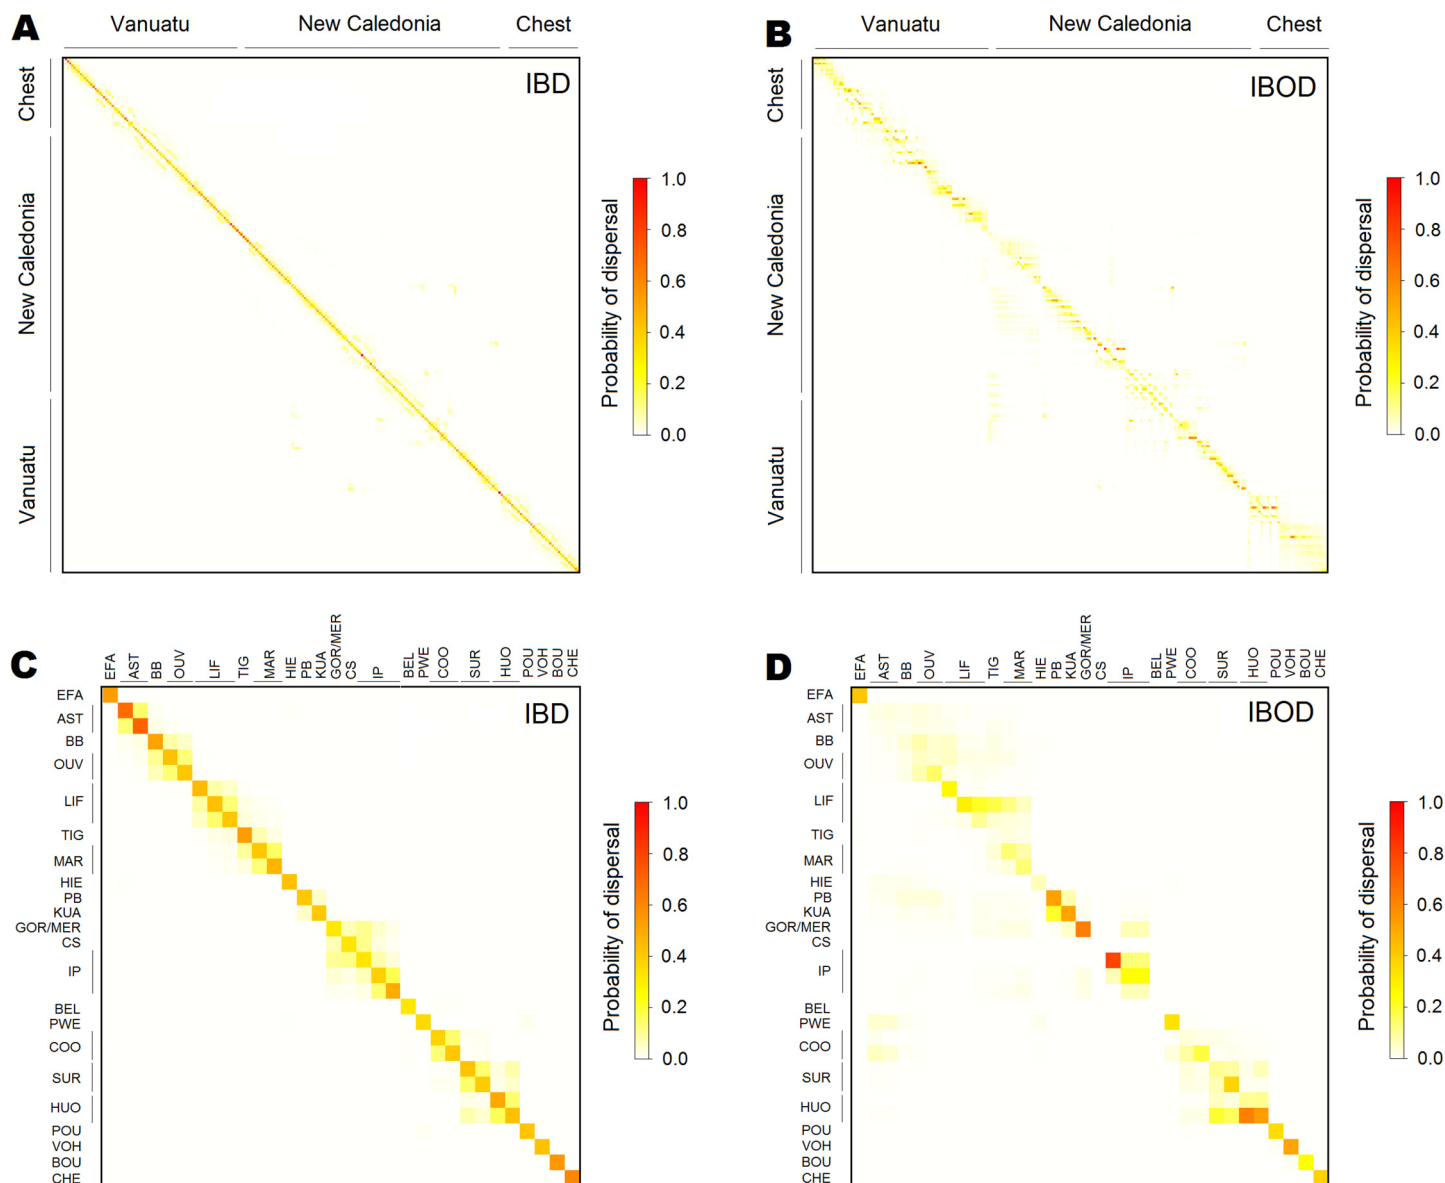 A
Vanuatu New Caledonia Chest
IBD
Chest
New Caledonia
Vanuatu
Probability of dispersal
1.0
0.8
0.6
0.4
0.2
0.0
B
Vanuatu New Caledonia Chest
IBOD
Chest
New Caledonia
Vanuatu
Probability of dispersal
1.0
0.8
0.6
0.4
0.2
0.0
C
EFA AST BB OUV LIF TIG MAR HIE PB KUA GOR/MER CS IP BEL PWE COO SUR HUO POU VOH BOU CHE
IBD
EFA
AST
BB
OUV
LIF
TIG
MAR
HIE
PB
KUA
GOR/MER
CS
IP
BEL
PWE
COO
SUR
HUO
POU
VOH
BOU
CHE
Probability of dispersal
1.0
0.8
0.6
0.4
0.2
0.0
D
EFA AST BB OUV LIF TIG MAR HIE PB KUA GOR/MER CS IP BEL PWE COO SUR HUO POU VOH BOU CHE
IBOD
EFA
AST
BB
OUV
LIF
TIG
MAR
HIE
PB
KUA
GOR/MER
CS
IP
BEL
PWE
COO
SUR
HUO
POU
VOH
BOU
CHE
Probability of dispersal
1.0
0.8
0.6
0.4
0.2
0.0